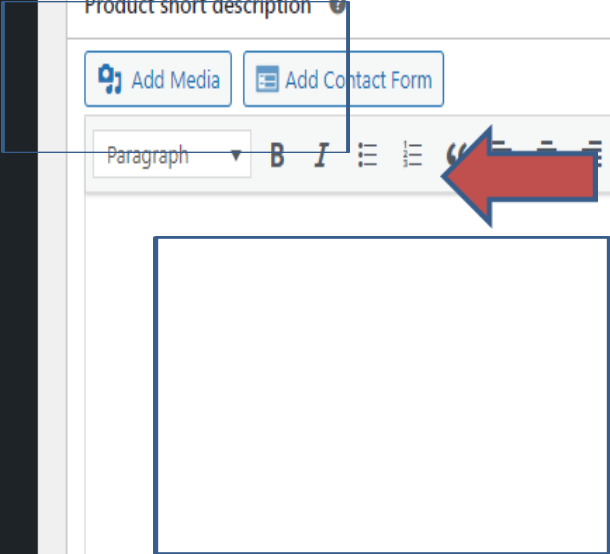 Product short description
Add Media Add Contact Form
Paragraph B I